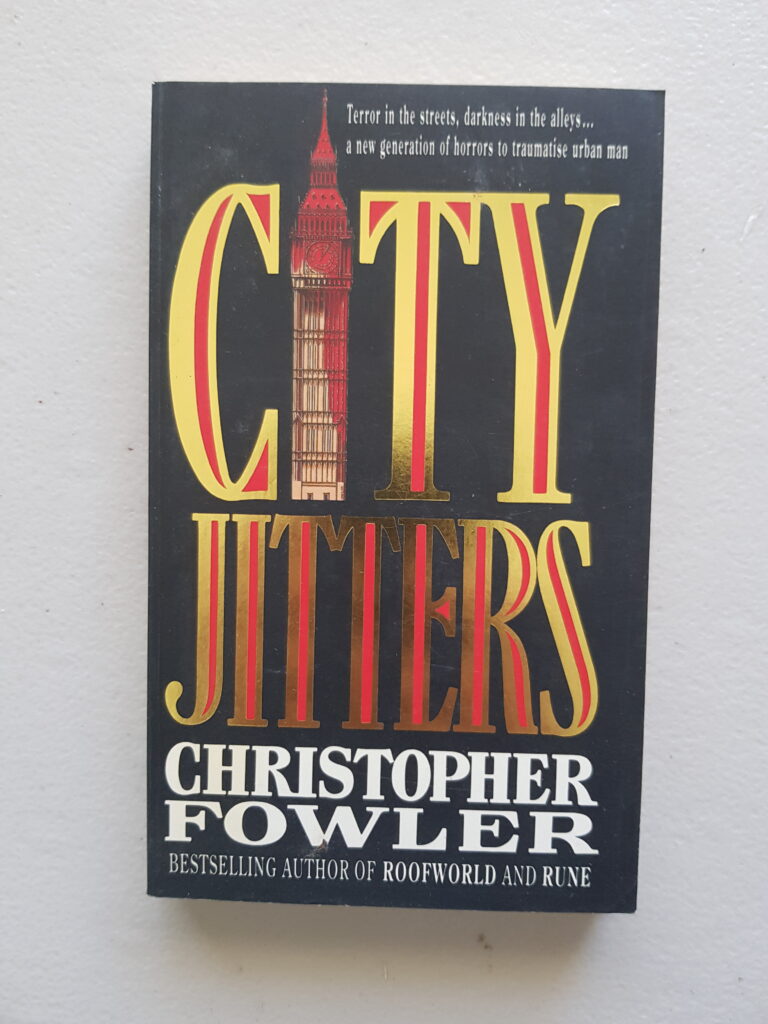 Terror in the streets, darkness in the alleys...
a new generation of horrors to traumatise urban man
CITY
JITTERS
CHRISTOPHER
FOWLER
BESTSELLING AUTHOR OF ROOFWORLD AND RUNE